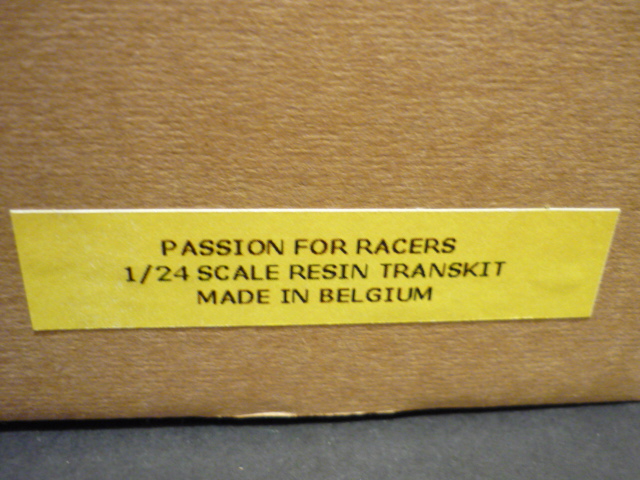 PASSION FOR RACERS
1/24 SCALE RESIN TRANSKIT
MADE IN BELGIUM